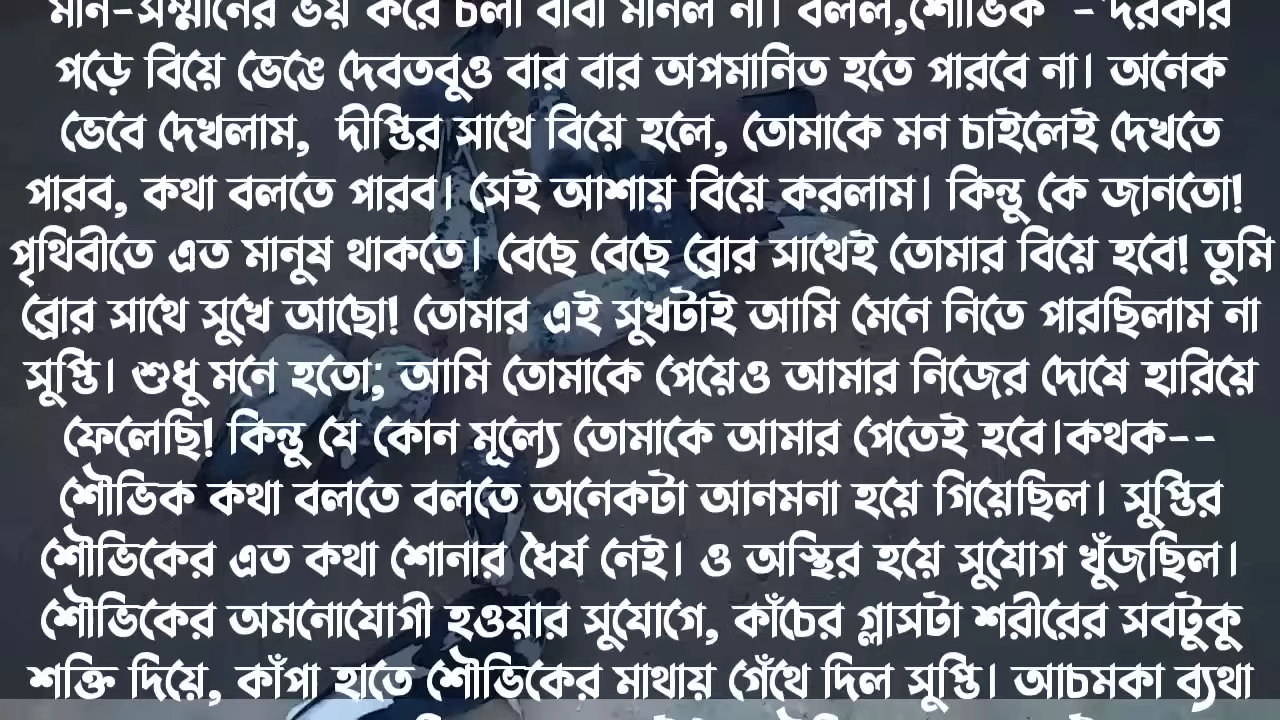 মান-সম্মানের ভয় করে চলা বাবা মানল না। বলল,শৌভিক -'দরকার
পড়ে বিয়ে ভেঙে দেবতবুও বার বার অপমানিত হতে পারবে না। অনেক
ভেবে দেখলাম, দীপ্তির সাথে বিয়ে হলে, তোমাকে মন চাইলেই দেখতে
পারব, কথা বলতে পারব। সেই আশায় বিয়ে করলাম। কিন্তু কে জানতো!
পৃথিবীতে এত মানুষ থাকতে। বেছে বেছে ব্রোর সাথেই তোমার বিয়ে হবে! তুমি
ব্রোর সাথে সুখে আছো! তোমার এই সুখটাই আমি মেনে নিতে পারছিলাম না
সুপ্তি। শুধু মনে হতো; আমি তোমাকে পেয়েও আমার নিজের দোষে হারিয়ে
ফেলেছি! কিন্তু যে কোন মূল্যে তোমাকে আমার পেতেই হবে।কথক--
শৌভিক কথা বলতে বলতে অনেকটা আনমনা হয়ে গিয়েছিল। সুপ্তির
শৌভিকের এত কথা শোনার ধৈর্য নেই। ও অস্থির হয়ে সুযোগ খুঁজছিল।
শৌভিকের অমনোযোগী হওয়ার সুযোগে, কাঁচের গ্লাসটা শরীরের সবটুকু
শক্তি দিয়ে, কাঁপা হাতে শৌভিকের মাথায় গেঁথে দিল সুপ্তি। আচমকা ব্যথা